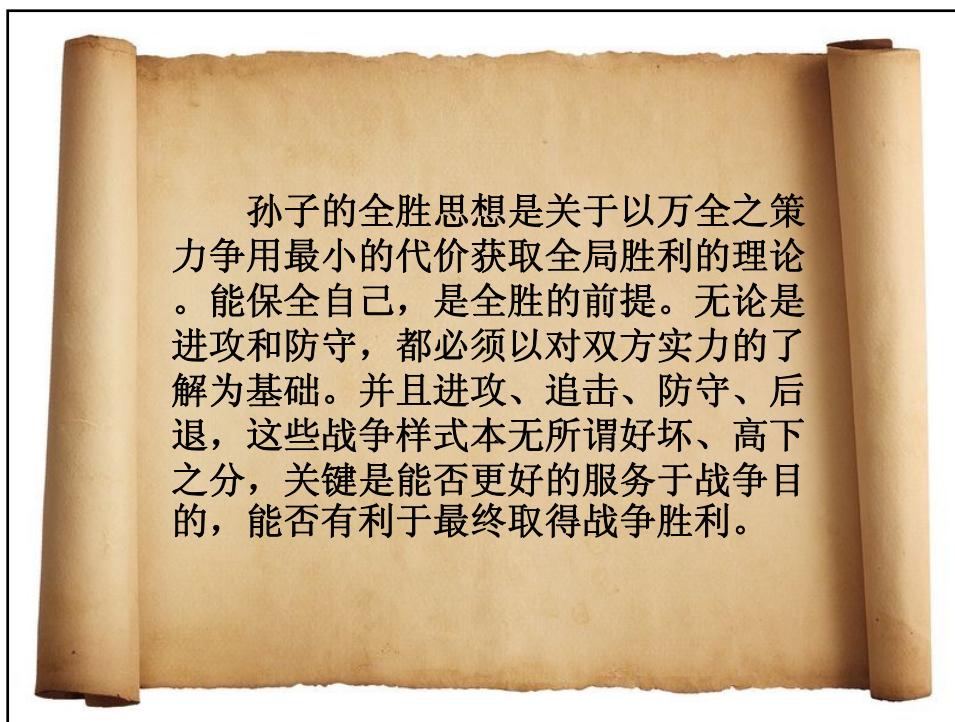 孙子的全胜思想是关于以万全之策
力争用最小的代价获取全局胜利的理论
。能保全自己，是全胜的前提。无论是
进攻和防守，都必须以对双方实力的了
解为基础。并且进攻、追击、防守、后
退，这些战争样式本无所谓好坏、高下
之分，关键是能否更好的服务于战争目
的，能否有利于最终取得战争胜利。